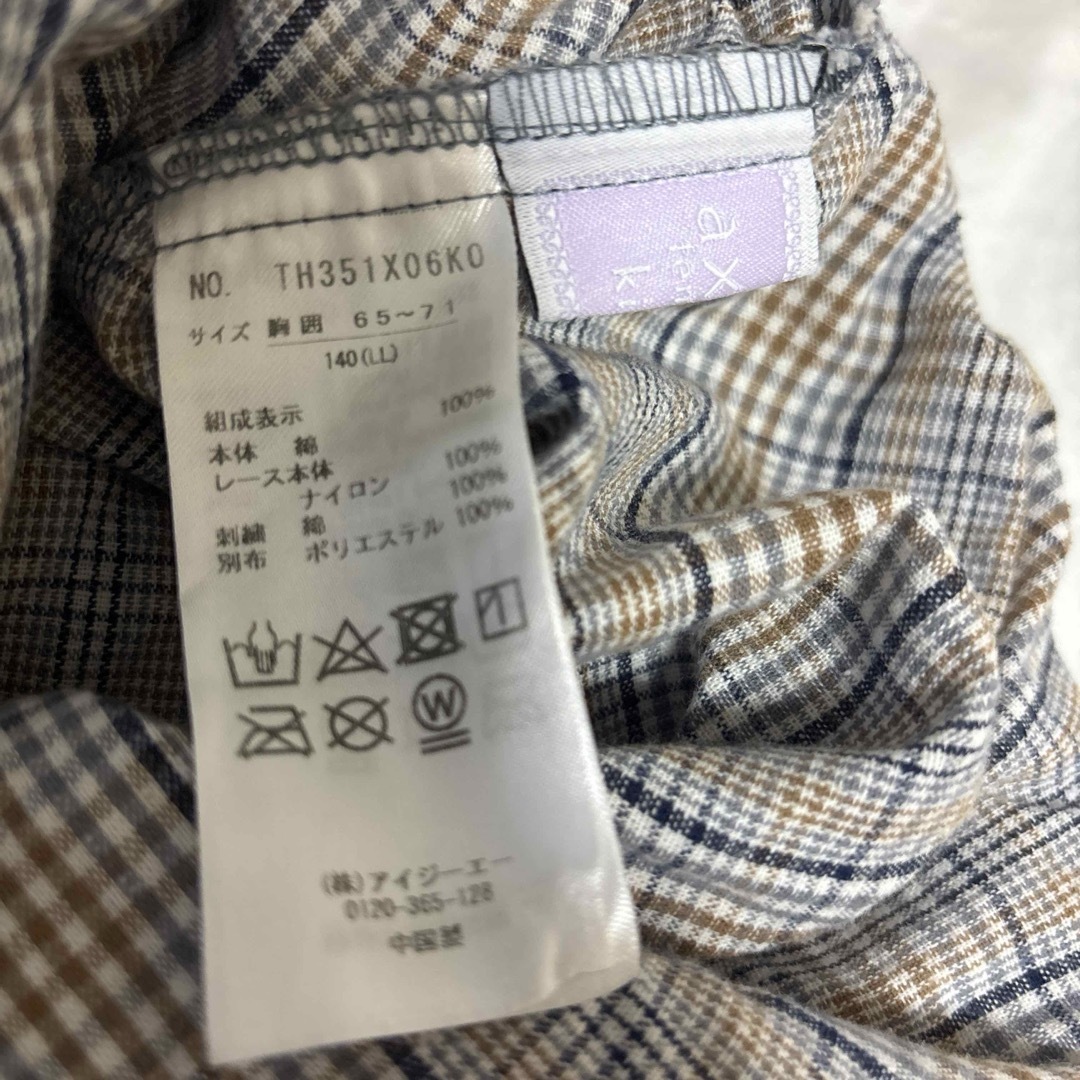 NO. TH351X06K0
サイズ 胸囲 65~71
140(LL)
組成表示
本体 綿 100%
レース本体
ナイロン 100%
刺繍 綿 100%
別布 ポリエステル 100%
W
(株)アイジーエー
0120-365-128
中国製
ax